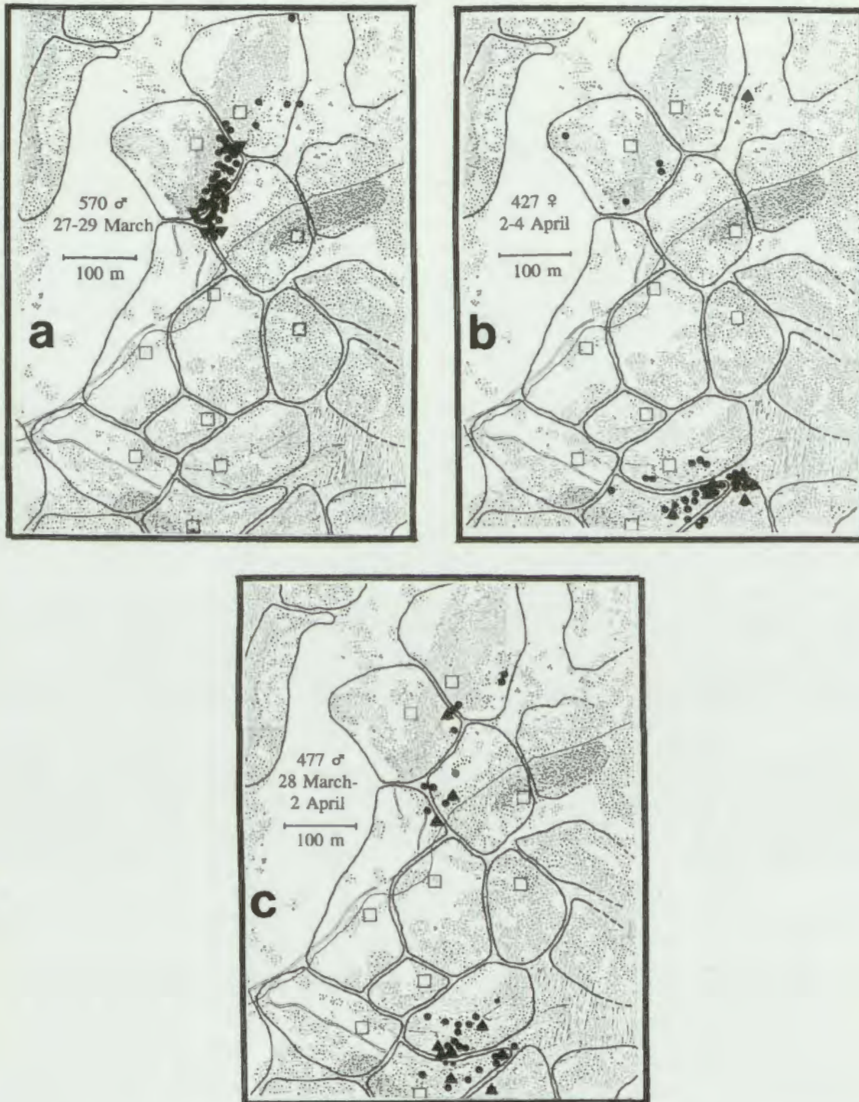 570 ♂
27-29 March
100 m
a
427 ♀
2-4 April
100 m
b
477 ♂
28 March-
2 April
100 m
c